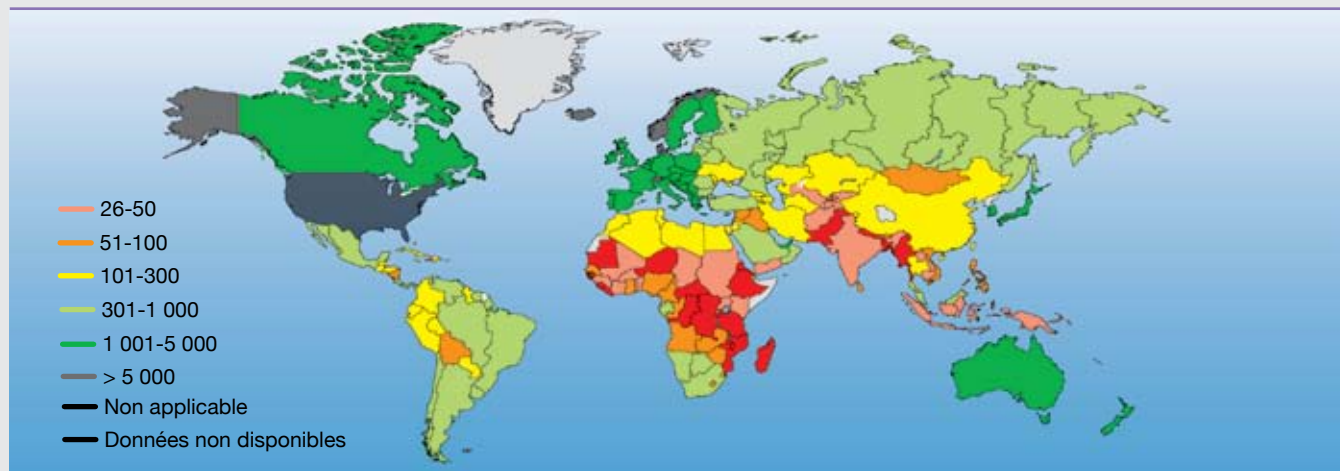 26-50
51-100
101-300
301-1 000
1 001-5 000
> 5 000
Non applicable
Données non disponibles